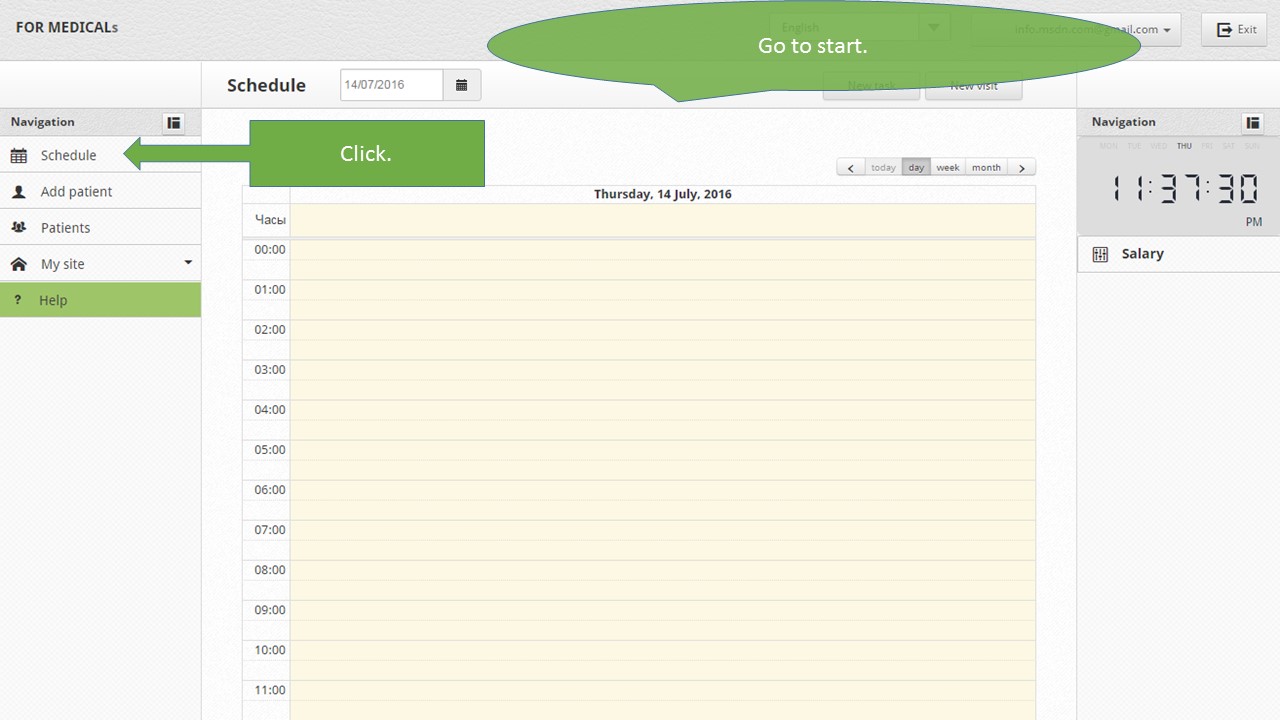 FOR MEDICALs
English
info.msdn.com@gmail.com
Exit
Go to start.
Schedule
14/07/2016
New task
New visit
Navigation
Schedule
Add patient
Patients
My site
? Help
Click.
today
day
week
month
Thursday, 14 July, 2016
Часы
00:00
01:00
02:00
03:00
04:00
05:00
06:00
07:00
08:00
09:00
10:00
11:00
Navigation
MON TUE WED THU FRI SAT SUN
11:37:30
PM
Salary